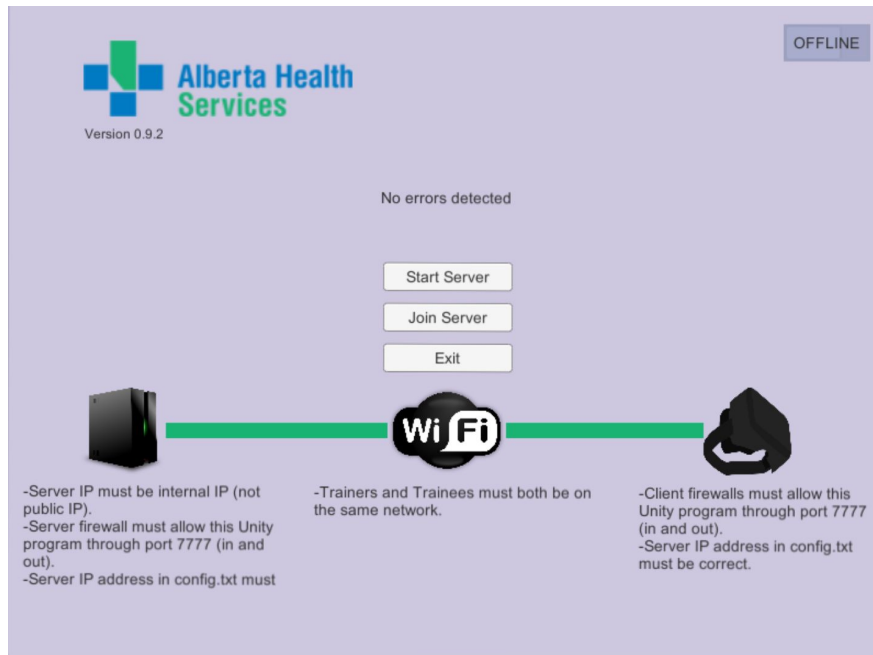 OFFLINE
Alberta Health
Services
Version 0.9.2
No errors detected
Start Server
Join Server
Exit
Wi Fi
-Server IP must be internal IP (not
public IP).
-Server firewall must allow this Unity
program through port 7777 (in and
out).
-Server IP address in config.txt must
-Trainers and Trainees must both be on
the same network.
-Client firewalls must allow this
Unity program through port 7777
(in and out).
-Server IP address in config.txt
must be correct.